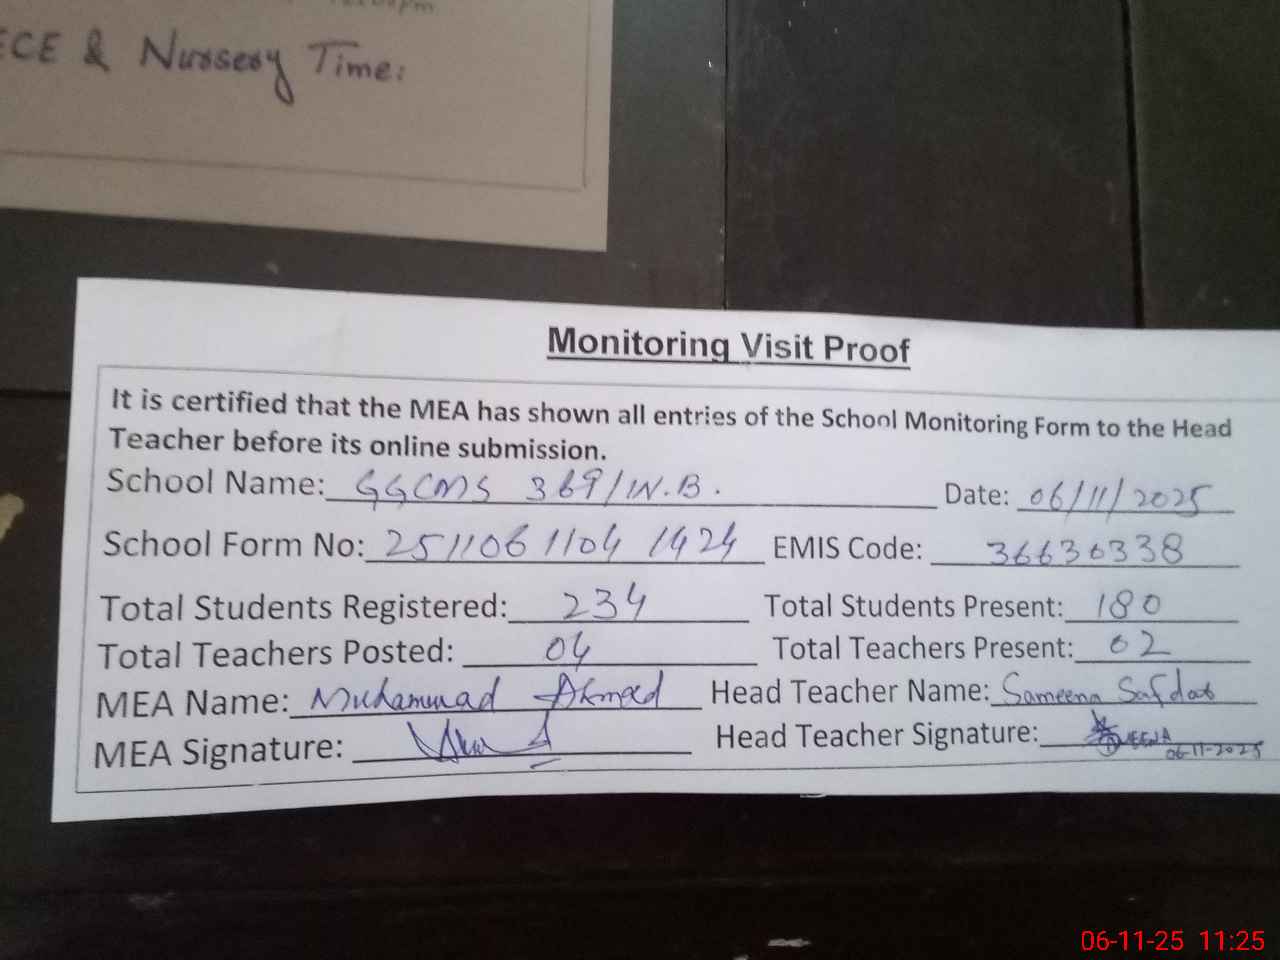 ECE & Nursery Time:
Monitoring Visit Proof
It is certified that the MEA has shown all entries of the School Monitoring Form to the Head
Teacher before its online submission.
School Name: GGCMS 369/W.B. Date: 06/11/2025
School Form No: 25110611041424 EMIS Code: 36630338
Total Students Registered: 234 Total Students Present: 180
Total Teachers Posted: 04 Total Teachers Present: 02
MEA Name: Muhammad Ahmad Head Teacher Name: Sameena Safdar
MEA Signature: Head Teacher Signature:
06-11-2025
06-11-25 11:25